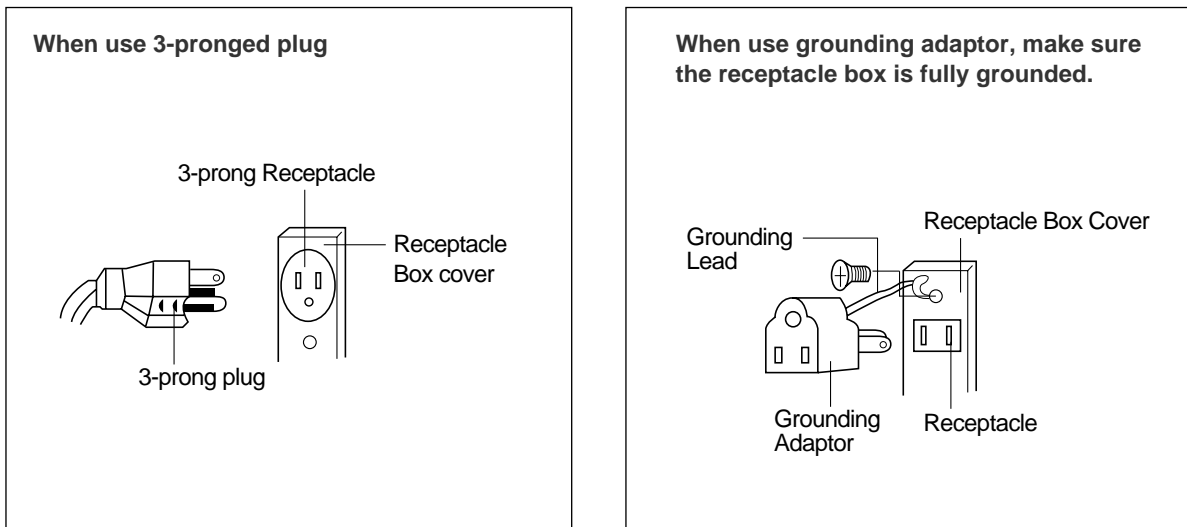 When use 3-pronged plug
3-prong Receptacle
Receptacle
Box cover
3-prong plug
When use grounding adaptor, make sure
the receptacle box is fully grounded.
Receptacle Box Cover
Grounding
Lead
Grounding
Adaptor
Receptacle